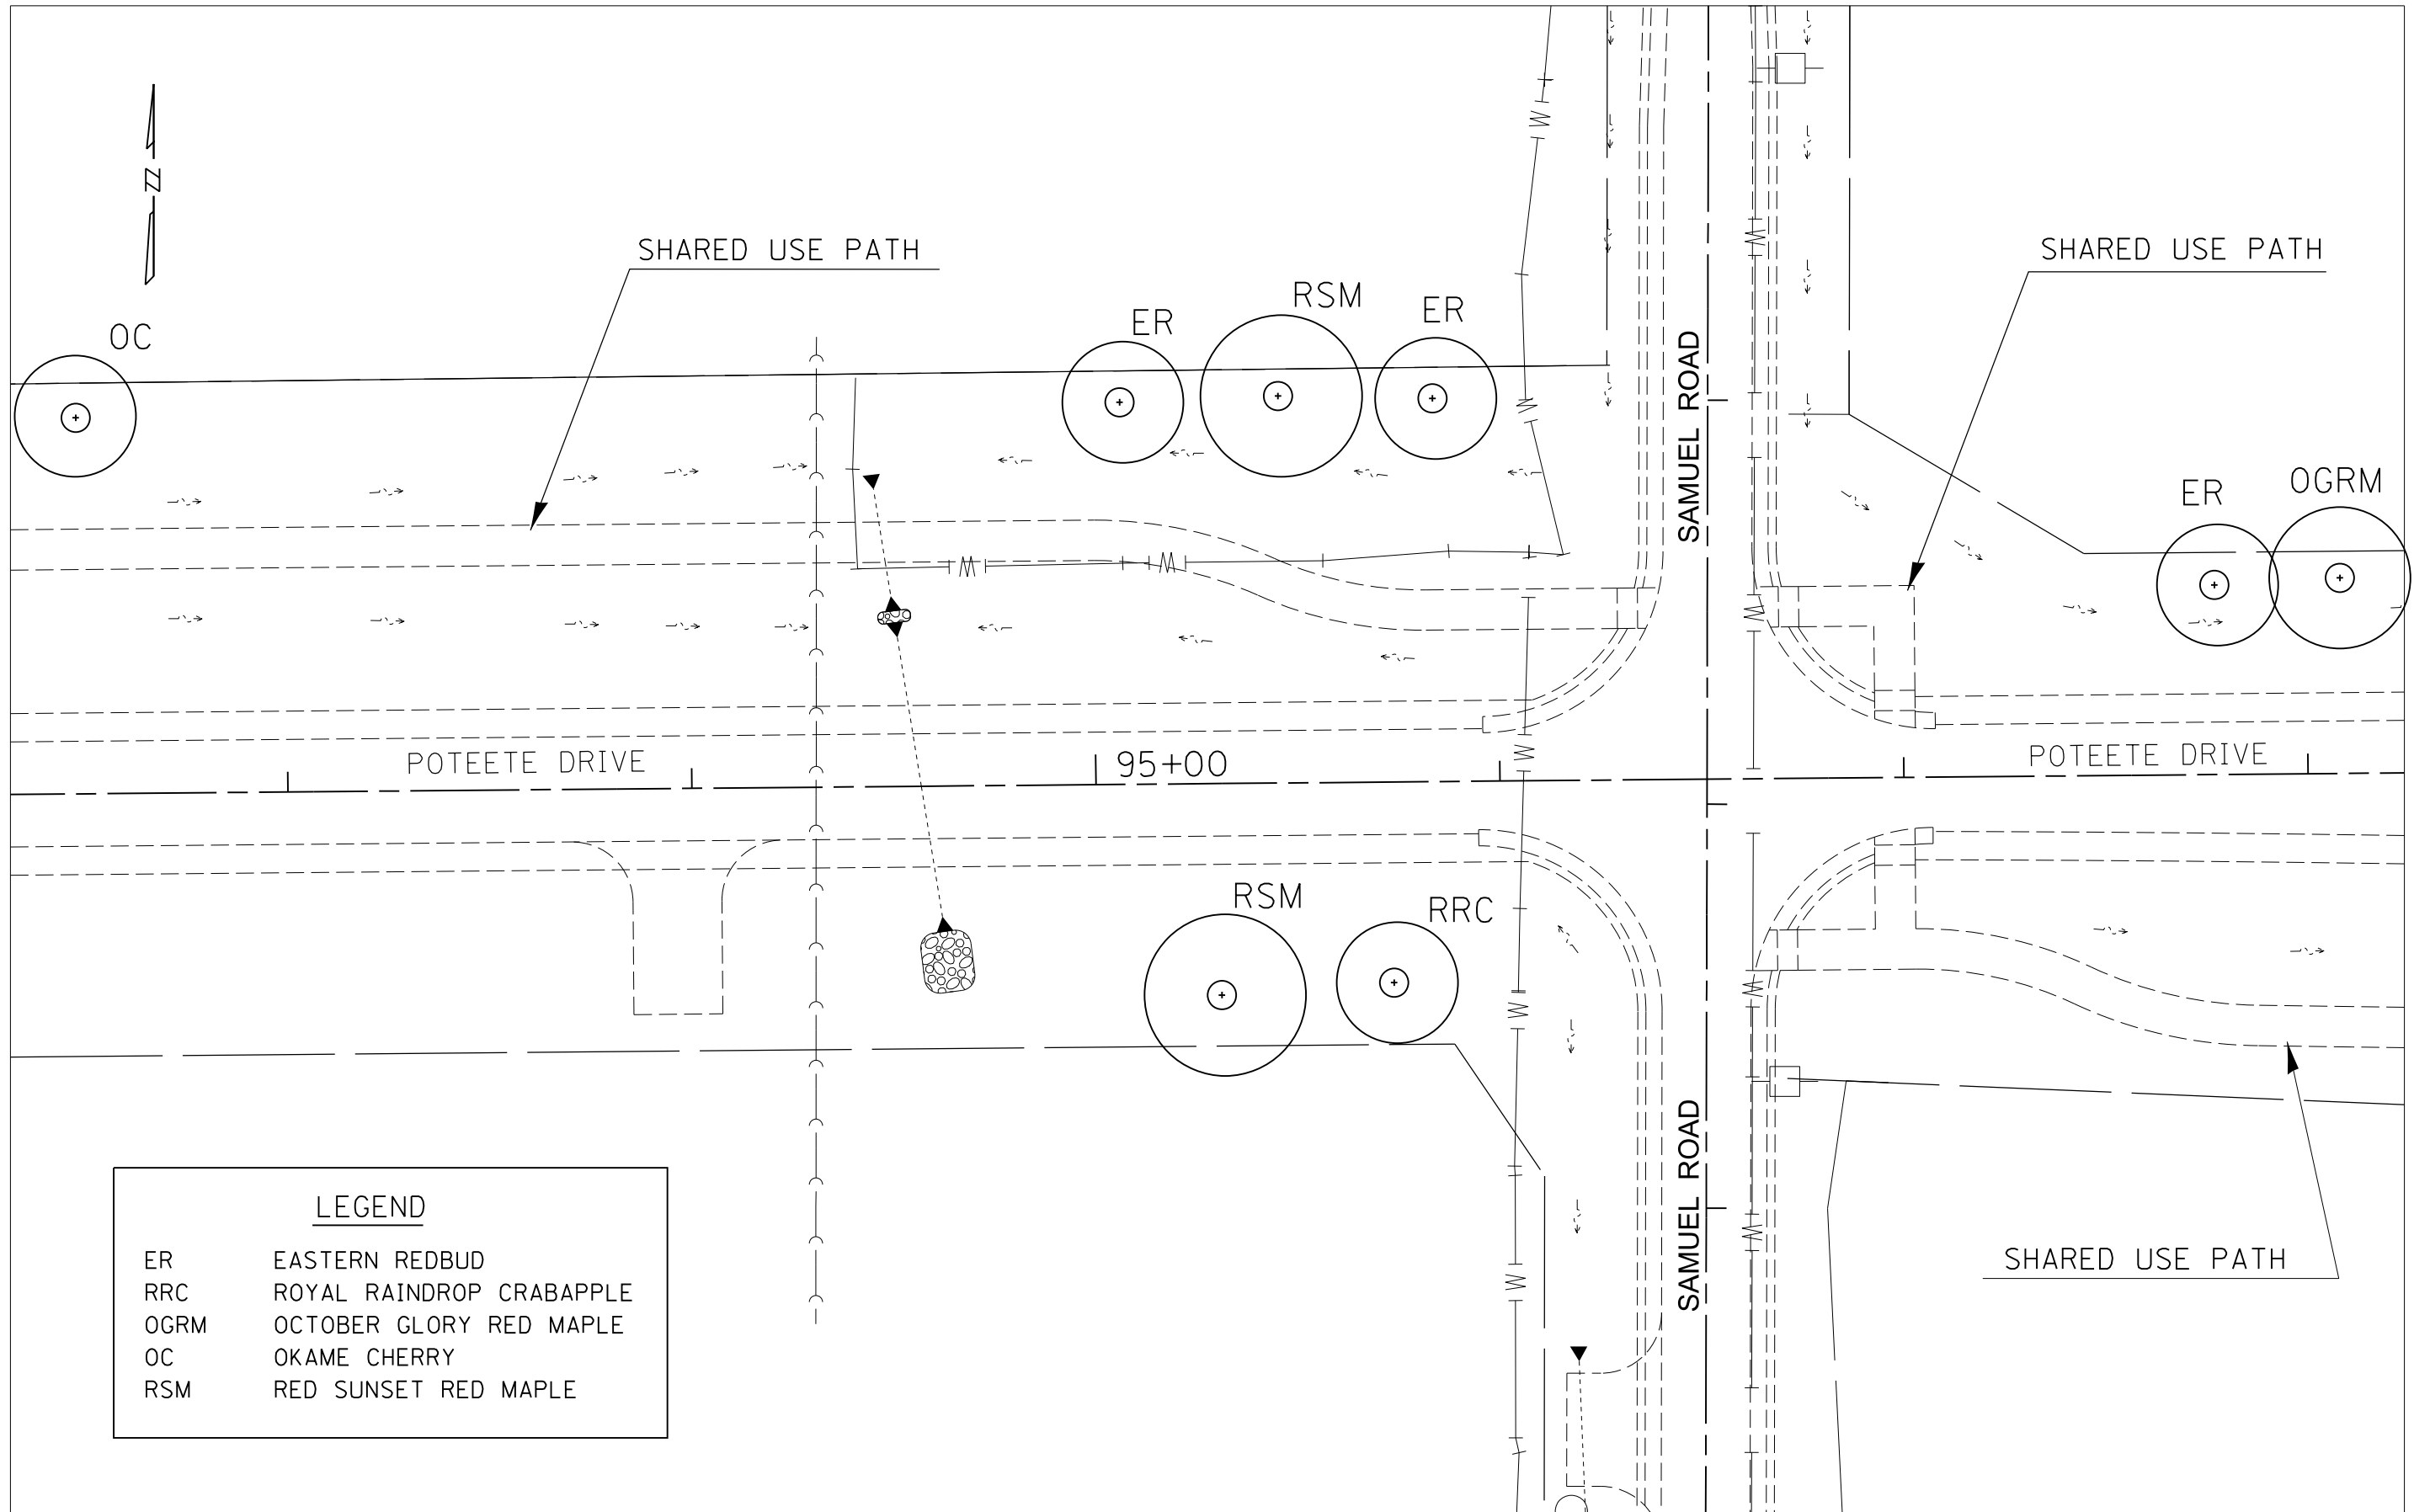 N
SHARED USE PATH
SHARED USE PATH
OC
ER
RSM
ER
SAMUEL ROAD
ER
OGRM
POTEETE DRIVE
95+00
POTEETE DRIVE
RSM
RRC
SAMUEL ROAD
SHARED USE PATH
LEGEND
ER EASTERN REDBUD
RRC ROYAL RAINDROP CRABAPPLE
OGRM OCTOBER GLORY RED MAPLE
OC OKAME CHERRY
RSM RED SUNSET RED MAPLE